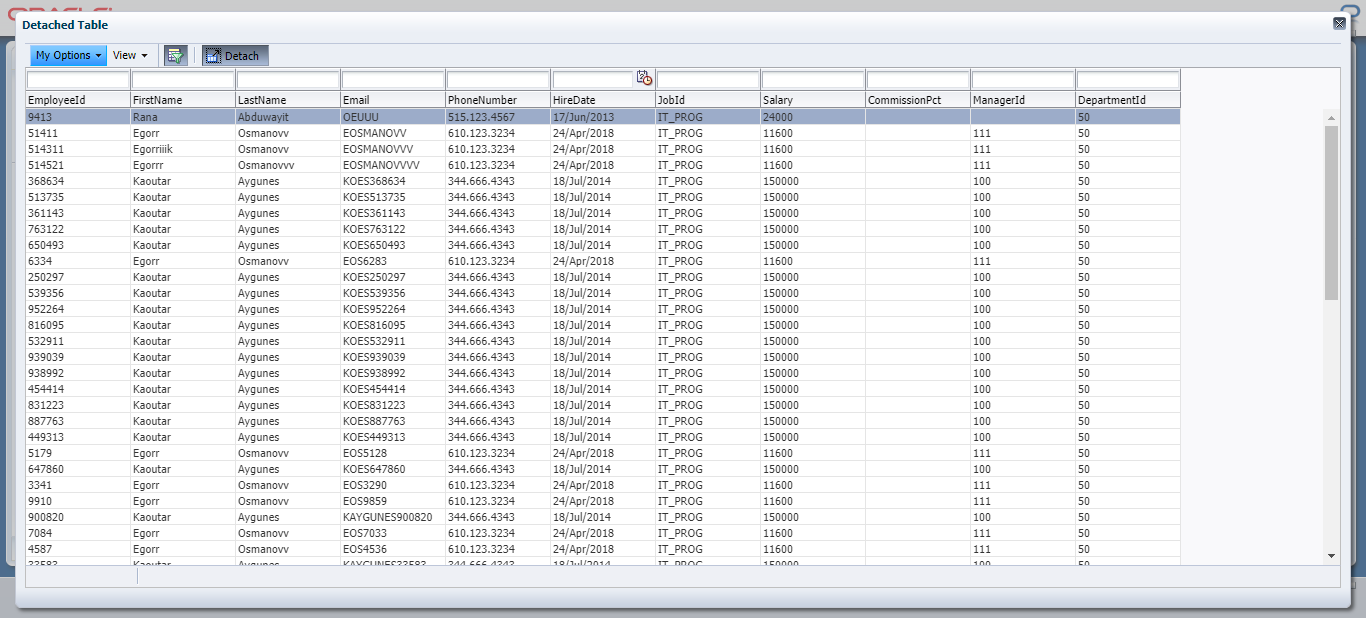 ORACLE
Detached Table
My Options View Detach
EmployeeId FirstName LastName Email PhoneNumber HireDate JobId Salary CommissionPct ManagerId DepartmentId
9413 Rana Abduwayit OEUUU 515.123.4567 17/Jun/2013 IT_PROG 24000 50
51411 Egorr Osmanovv EOSMANOVV 610.123.3234 24/Apr/2018 IT_PROG 11600 111 50
514311 Egorriiik Osmanovv EOSMANOVVV 610.123.3234 24/Apr/2018 IT_PROG 11600 111 50
514521 Egorrr Osmanovvv EOSMANOVVVV 610.123.3234 24/Apr/2018 IT_PROG 11600 111 50
368634 Kaoutar Aygunes KOES368634 344.666.4343 18/Jul/2014 IT_PROG 150000 100 50
513735 Kaoutar Aygunes KOES513735 344.666.4343 18/Jul/2014 IT_PROG 150000 100 50
361143 Kaoutar Aygunes KOES361143 344.666.4343 18/Jul/2014 IT_PROG 150000 100 50
763122 Kaoutar Aygunes KOES763122 344.666.4343 18/Jul/2014 IT_PROG 150000 100 50
650493 Kaoutar Aygunes KOES650493 344.666.4343 18/Jul/2014 IT_PROG 150000 100 50
6334 Egorr Osmanovv EOS6283 610.123.3234 24/Apr/2018 IT_PROG 11600 111 50
250297 Kaoutar Aygunes KOES250297 344.666.4343 18/Jul/2014 IT_PROG 150000 100 50
539356 Kaoutar Aygunes KOES539356 344.666.4343 18/Jul/2014 IT_PROG 150000 100 50
952264 Kaoutar Aygunes KOES952264 344.666.4343 18/Jul/2014 IT_PROG 150000 100 50
816095 Kaoutar Aygunes KOES816095 344.666.4343 18/Jul/2014 IT_PROG 150000 100 50
532911 Kaoutar Aygunes KOES532911 344.666.4343 18/Jul/2014 IT_PROG 150000 100 50
939039 Kaoutar Aygunes KOES939039 344.666.4343 18/Jul/2014 IT_PROG 150000 100 50
938992 Kaoutar Aygunes KOES938992 344.666.4343 18/Jul/2014 IT_PROG 150000 100 50
454414 Kaoutar Aygunes KOES454414 344.666.4343 18/Jul/2014 IT_PROG 150000 100 50
831223 Kaoutar Aygunes KOES831223 344.666.4343 18/Jul/2014 IT_PROG 150000 100 50
887763 Kaoutar Aygunes KOES887763 344.666.4343 18/Jul/2014 IT_PROG 150000 100 50
449313 Kaoutar Aygunes KOES449313 344.666.4343 18/Jul/2014 IT_PROG 150000 100 50
5179 Egorr Osmanovv EOS5128 610.123.3234 24/Apr/2018 IT_PROG 11600 111 50
647860 Kaoutar Aygunes KOES647860 344.666.4343 18/Jul/2014 IT_PROG 150000 100 50
3341 Egorr Osmanovv EOS3290 610.123.3234 24/Apr/2018 IT_PROG 11600 111 50
9910 Egorr Osmanovv EOS9859 610.123.3234 24/Apr/2018 IT_PROG 11600 111 50
900820 Kaoutar Aygunes KAYGUNES900820 344.666.4343 18/Jul/2014 IT_PROG 150000 100 50
7084 Egorr Osmanovv EOS7033 610.123.3234 24/Apr/2018 IT_PROG 11600 111 50
4587 Egorr Osmanovv EOS4536 610.123.3234 24/Apr/2018 IT_PROG 11600 111 50
33583 Kaoutar Aygunes KAYGUNES33583 344.666.4343 18/Jul/2014 IT_PROG 150000 100 50